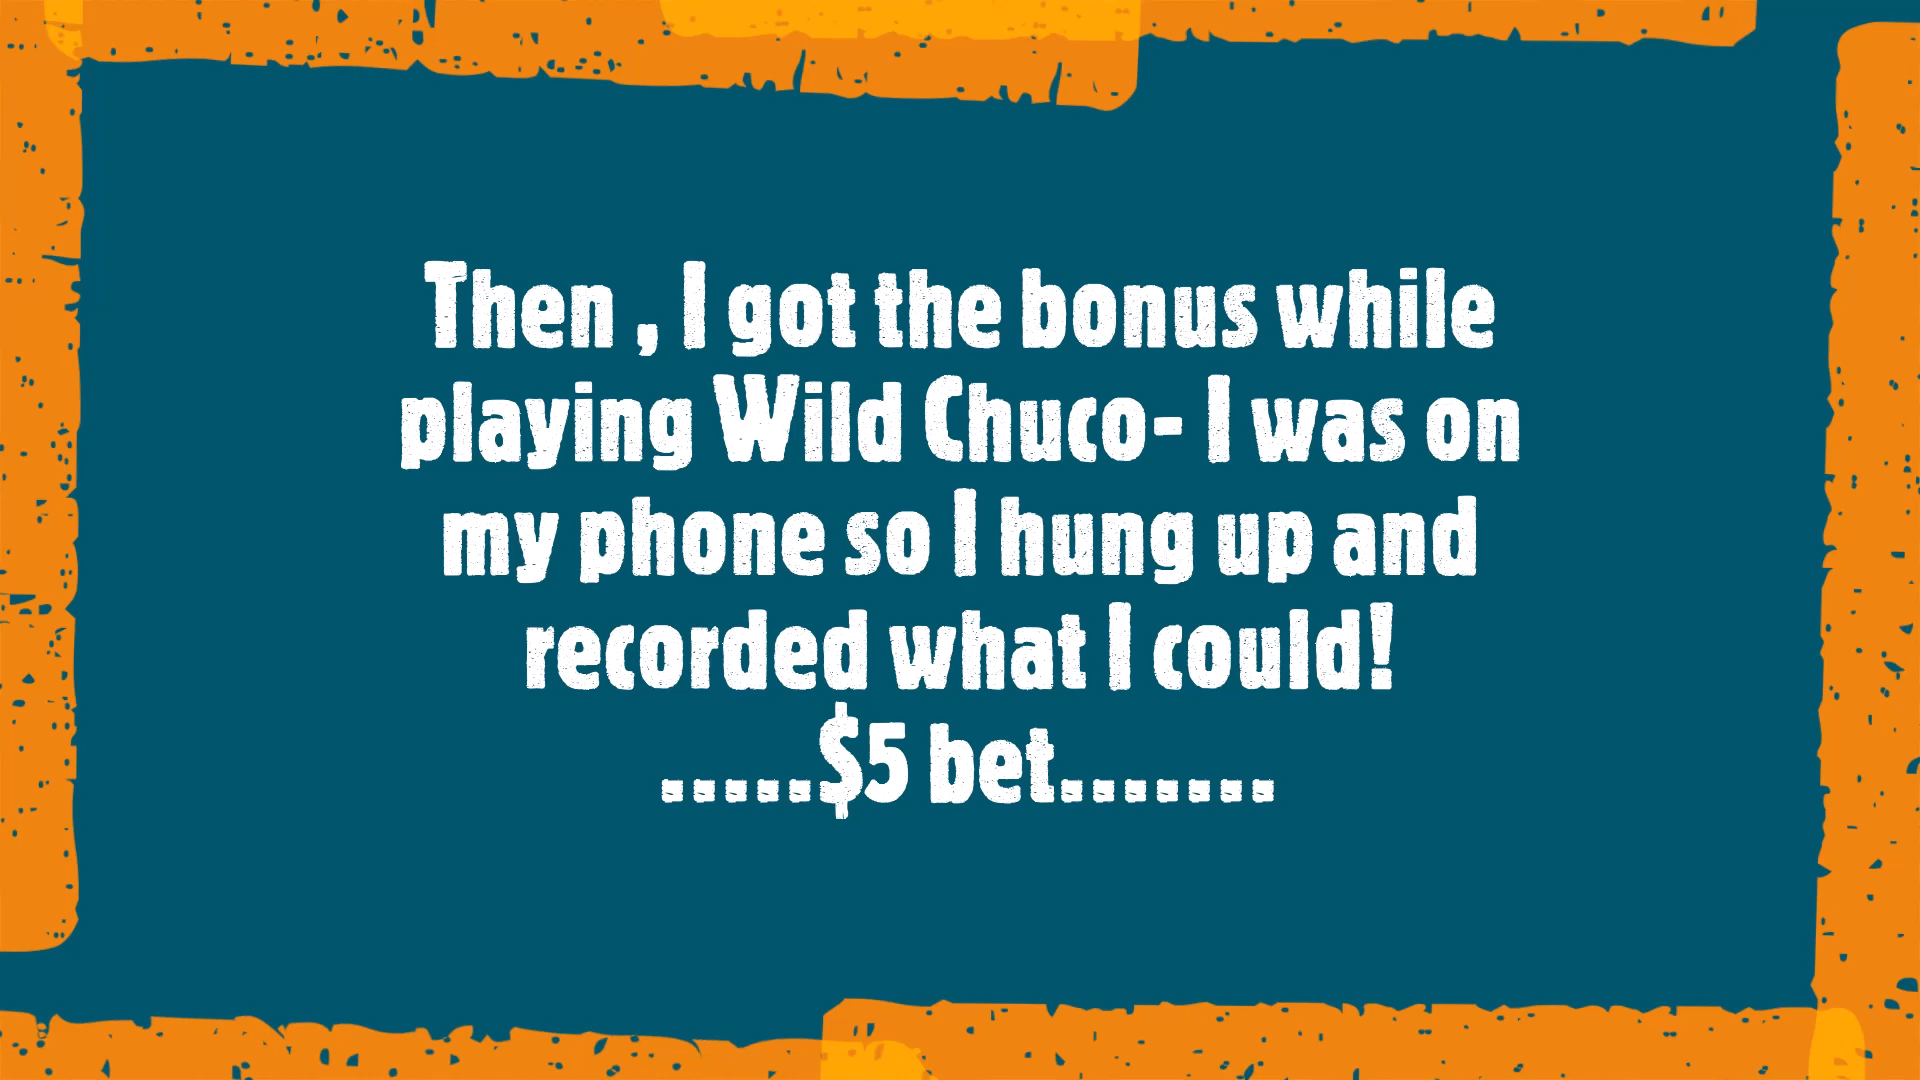 Then , I got the bonus while
playing Wild Chuco- I was on
my phone so I hung up and
recorded what I could!
.....$5 bet.......